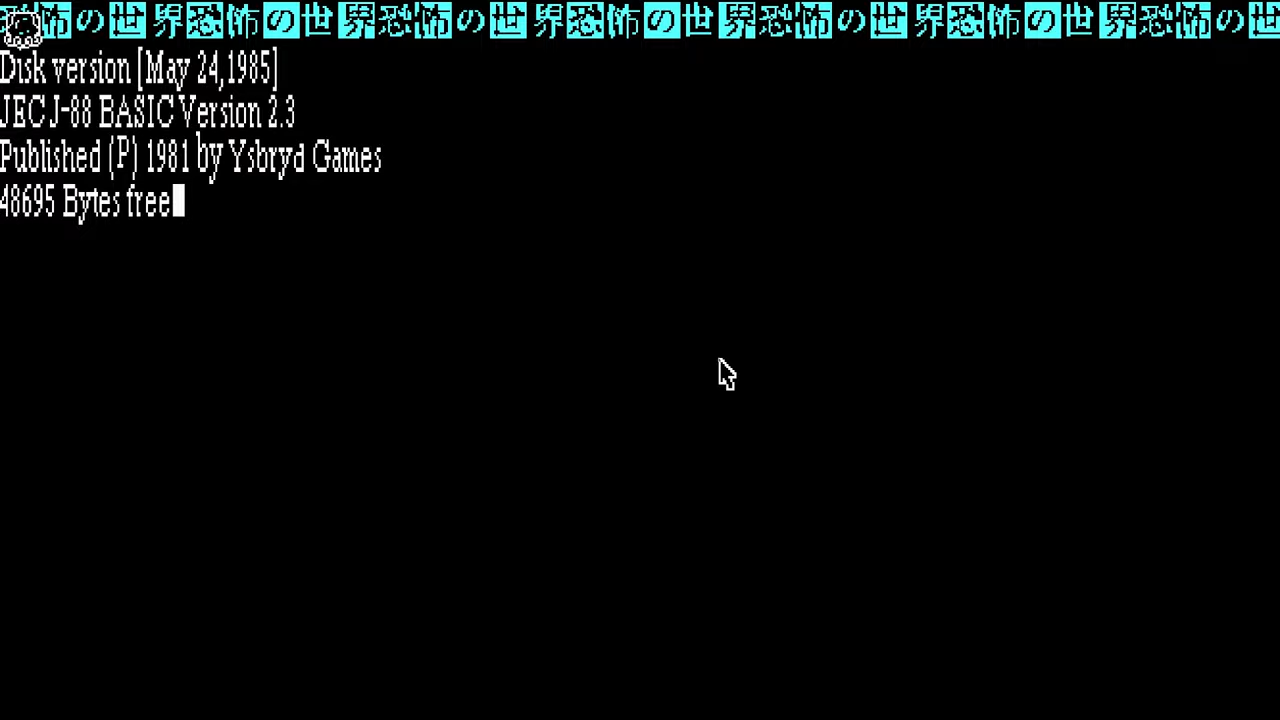 恐怖の世界恐怖の世界恐怖の世界恐怖の世界恐怖の世界恐怖の世界恐怖の世
Disk version [May 24,1985]
JEC J-88 BASIC Version 2.3
Published (P) 1981 by Ysbryd Games
48695 Bytes free